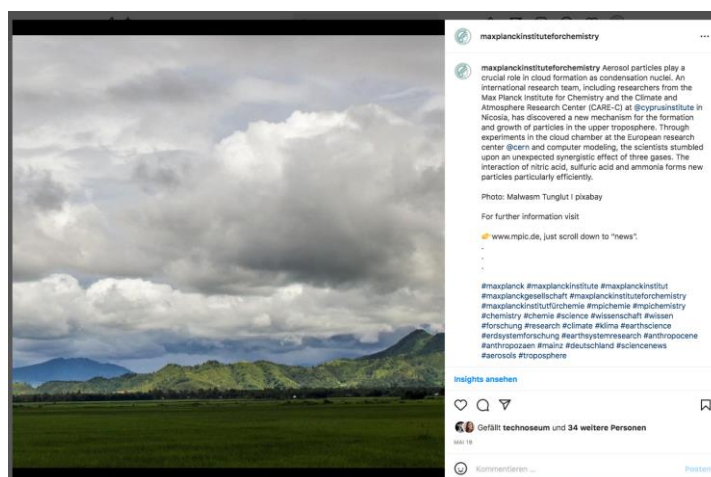 maxplanckinstituteforchemistry
maxplanckinstituteforchemistry Aerosol particles play a
crucial role in cloud formation as condensation nuclei. An
international research team, including researchers from the
Max Planck Institute for Chemistry and the Climate and
Atmosphere Research Center (CARE-C) at @cyprusinstitute in
Nicosia, has discovered a new mechanism for the formation
and growth of particles in the upper troposphere. Through
experiments in the cloud chamber at the European research
center @cern and computer modeling, the scientists stumbled
upon an unexpected synergistic effect of three gases. The
interaction of nitric acid, sulfuric acid and ammonia forms new
particles particularly efficiently.
Photo: Malwasm Tunglut I pixabay
For further information visit
👉 www.mpic.de, just scroll down to "news".
.
.
.
#maxplanck #maxplanckinstitute #maxplanckinstitut
#maxplanckgesellschaft #maxplanckinstituteforchemistry
#maxplanckinstitutfürchemie #mpichemie #mpichemistry
#chemistry #chemie #science #wissenschaft #wissen
#forschung #research #climate #klima #earthscience
#erdsystemforschung #earthsystemresearch #anthropocene
#anthropozaen #mainz #deutschland #sciencenews
#aerosols #troposphere
Insights ansehen
Gefällt technoseum und 34 weitere Personen
MAI 19
Kommentieren ...
Posten